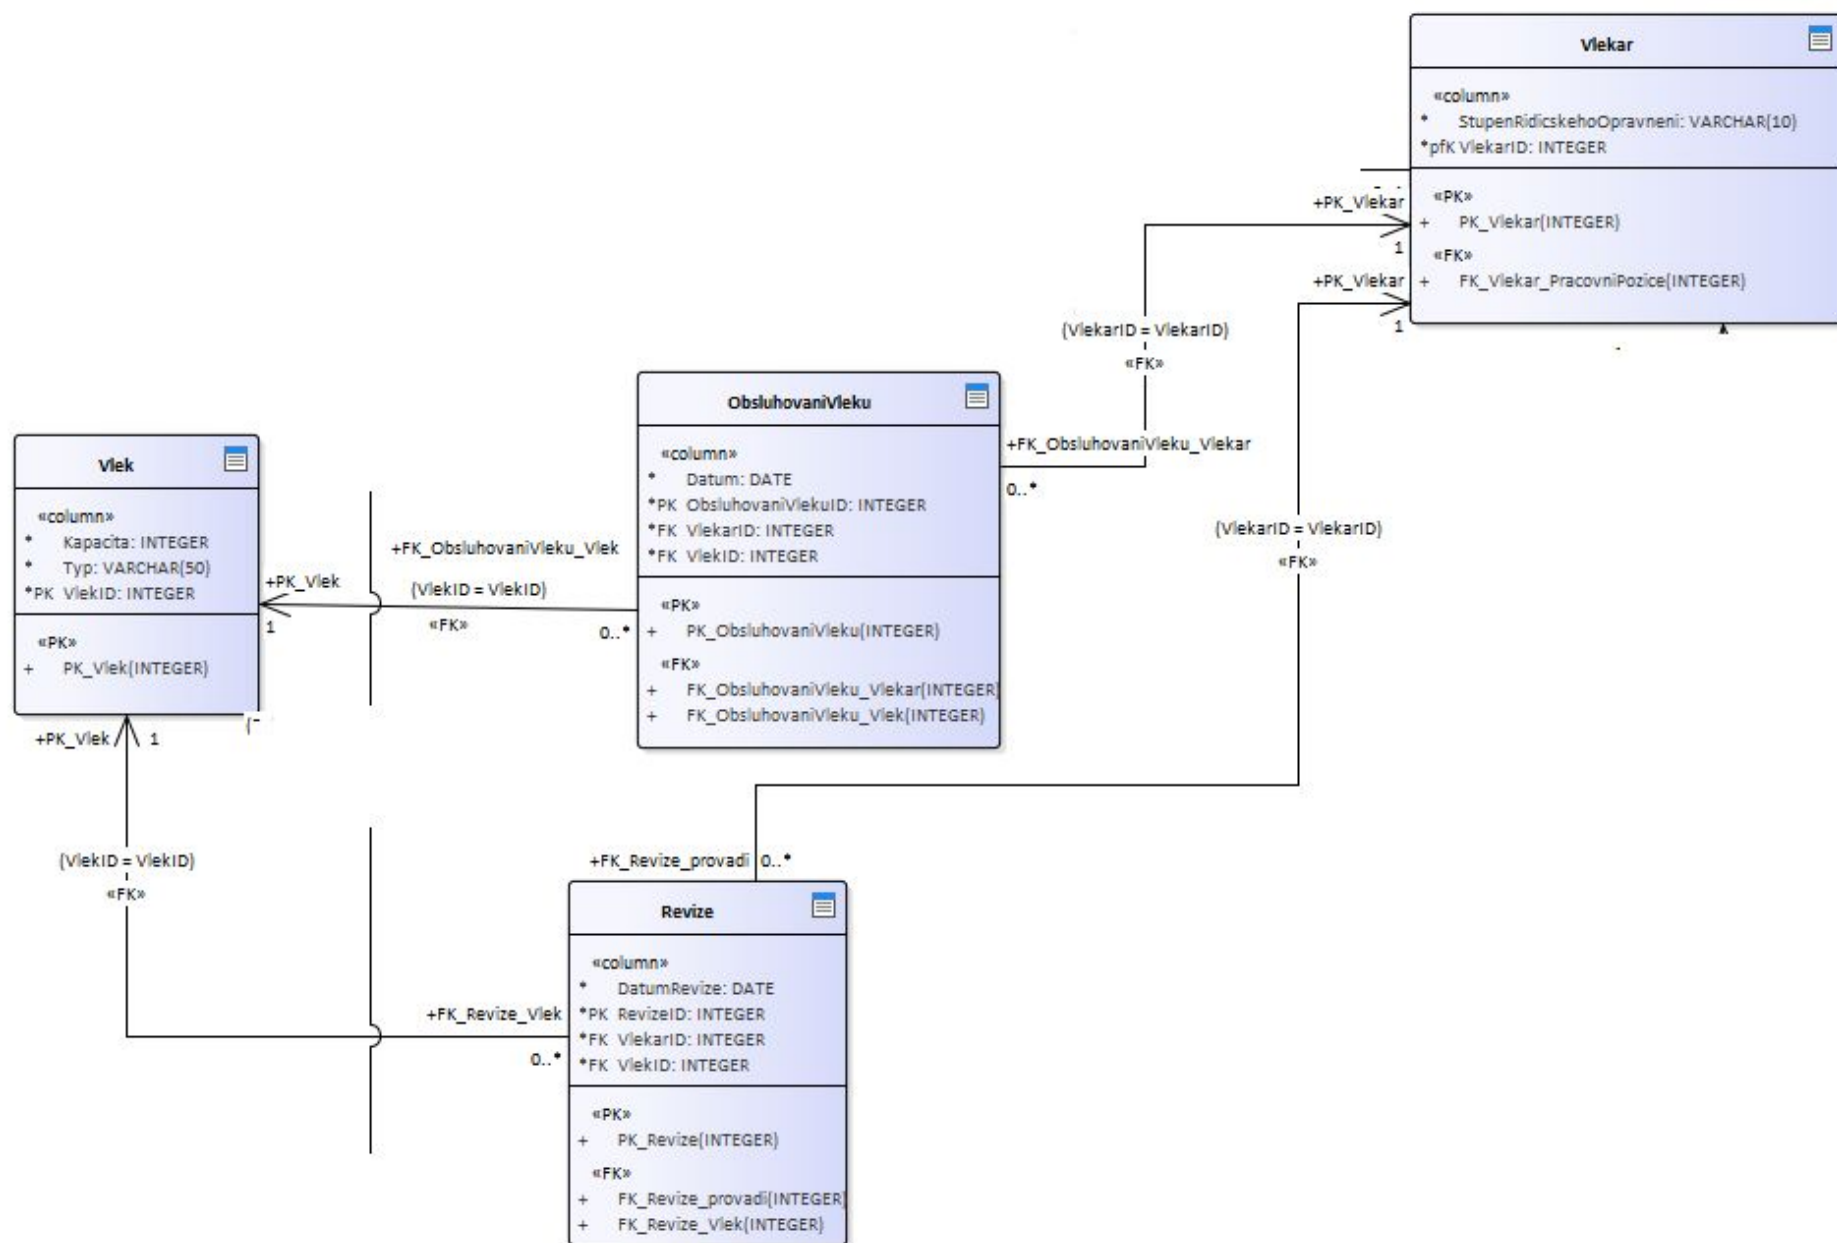 Vlekar
«column»
* StupenRidicskehoOpravneni: VARCHAR(10)
*pfK VlekarID: INTEGER
«PK»
+ PK_Vlekar(INTEGER)
«FK»
+ FK_Vlekar_PracovniPozice(INTEGER)
+PK_Vlekar
1
+PK_Vlekar
1
(VlekarID = VlekarID)
«FK»
+FK_ObsluhovaniVleku_Vlekar
0..*
(VlekarID = VlekarID)
«FK»
ObsluhovaniVleku
«column»
* Datum: DATE
*PK ObsluhovaniVlekuID: INTEGER
*FK VlekarID: INTEGER
*FK VlekID: INTEGER
«PK»
+ PK_ObsluhovaniVleku(INTEGER)
«FK»
+ FK_ObsluhovaniVleku_Vlekar(INTEGER)
+ FK_ObsluhovaniVleku_Vlek(INTEGER)
Vlek
«column»
* Kapacita: INTEGER
* Typ: VARCHAR(50)
*PK VlekID: INTEGER
«PK»
+ PK_Vlek(INTEGER)
+FK_ObsluhovaniVleku_Vlek
+PK_Vlek
(VlekID = VlekID)
1
«FK»
0..*
+PK_Vlek
1
(VlekID = VlekID)
«FK»
+FK_Revize_Vlek
0..*
+FK_Revize_provadi
0..*
Revize
«column»
* DatumRevize: DATE
*PK RevizeID: INTEGER
*FK VlekarID: INTEGER
*FK VlekID: INTEGER
«PK»
+ PK_Revize(INTEGER)
«FK»
+ FK_Revize_provadi(INTEGER)
+ FK_Revize_Vlek(INTEGER)